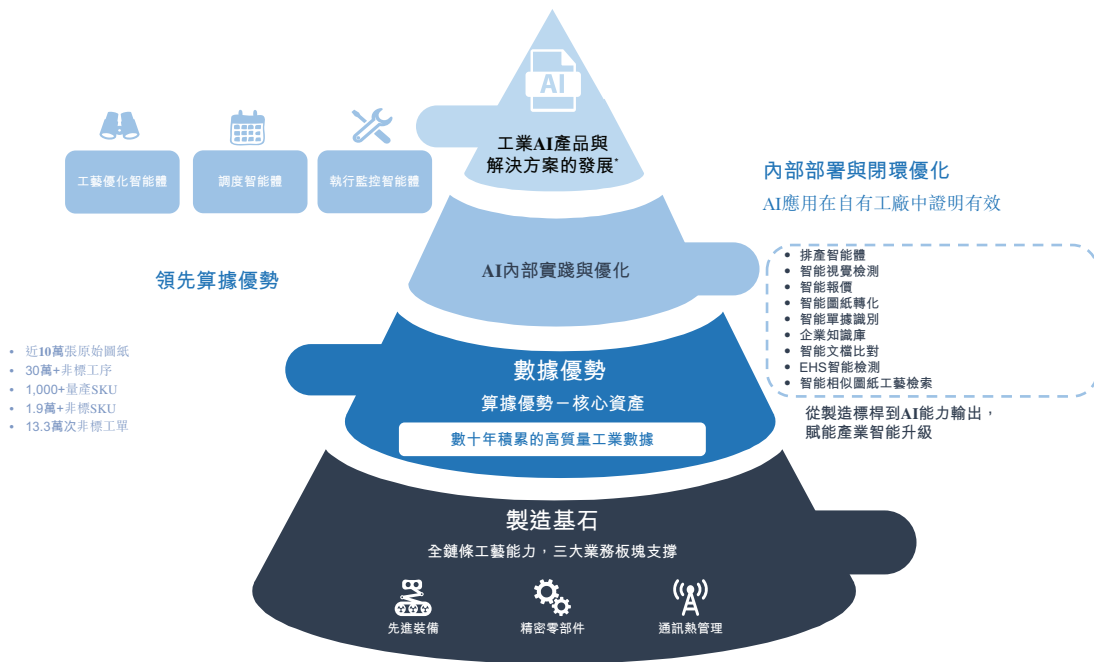 AI
工業AI產品與
解決方案的發展*
工藝優化智能體
調度智能體
執行監控智能體
內部部署與閉環優化
AI應用在自有工廠中證明有效
AI內部實踐與優化
• 排產智能體
• 智能視覺檢測
• 智能報價
• 智能圖紙轉化
• 智能單據識別
• 企業知識庫
• 智能文檔比對
• EHS智能檢測
• 智能相似圖紙工藝檢索
從製造標桿到AI能力輸出，
賦能產業智能升級
領先算據優勢
• 近10萬張原始圖紙
• 30萬+非標工序
• 1,000+量產SKU
• 1.9萬+非標SKU
• 13.3萬次非標工單
數據優勢
算據優勢－核心資產
數十年積累的高質量工業數據
製造基石
全鏈條工藝能力，三大業務板塊支撐
先進裝備
精密零部件
通訊熱管理